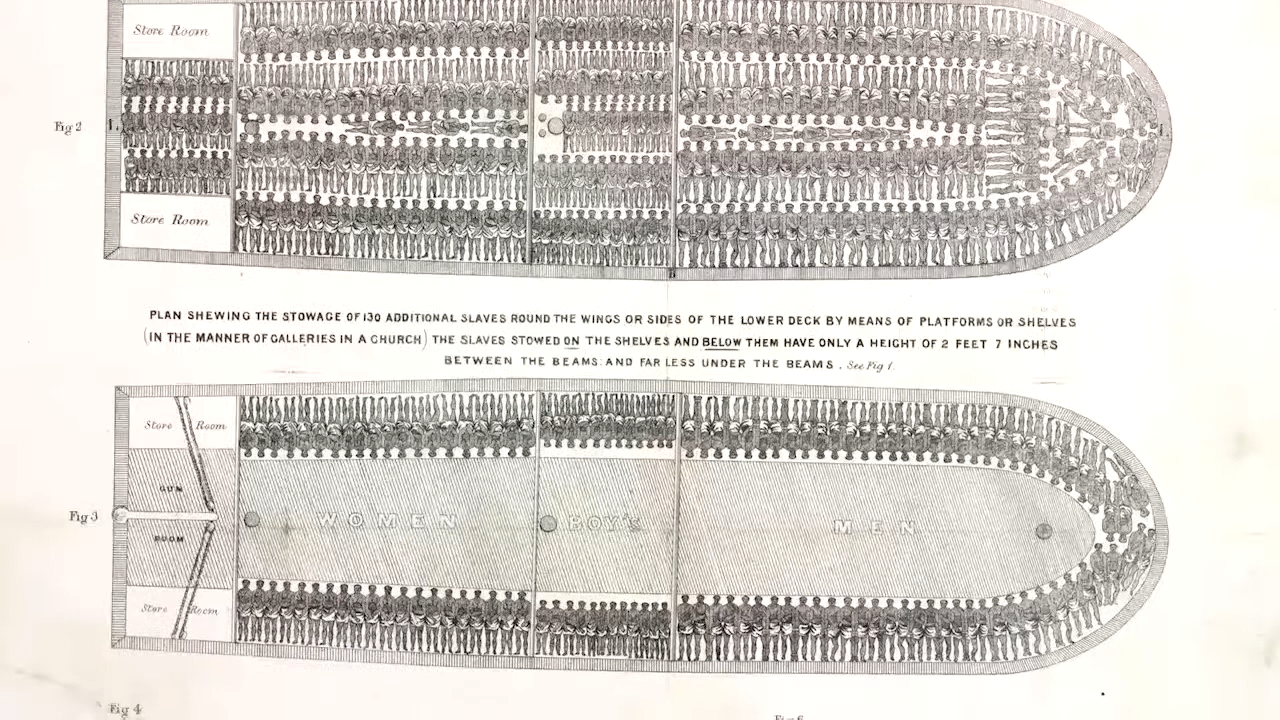 Store Room
Fig 2
Store Room
PLAN SHEWING THE STOWAGE OF 130 ADDITIONAL SLAVES ROUND THE WINGS OR SIDES OF THE LOWER DECK BY MEANS OF PLATFORMS OR SHELVES
(IN THE MANNER OF GALLERIES IN A CHURCH) THE SLAVES STOWED ON THE SHELVES AND BELOW THEM HAVE ONLY A HEIGHT OF 2 FEET 7 INCHES
BETWEEN THE BEAMS: AND FAR LESS UNDER THE BEAMS. See Fig 1.
Store Room
GUN
Fig 3
WOMEN
BOY'S
MEN
ROOM
Store Room
Fig 4
Fig 6